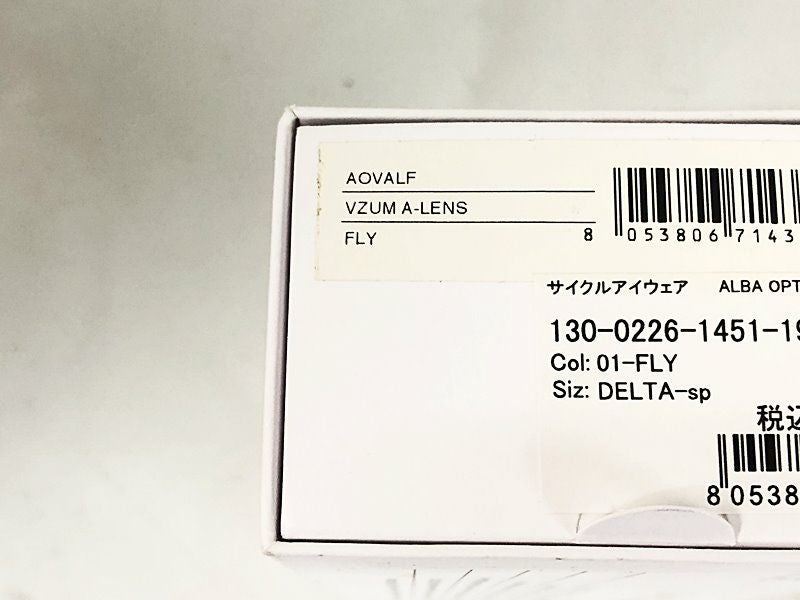 AOVALF
VZUM A-LENS
FLY
8 053806 7143
サイクルアイウェア ALBA OPT
130-0226-1451-19
Col: 01-FLY
Siz: DELTA-sp
税込
8 0538